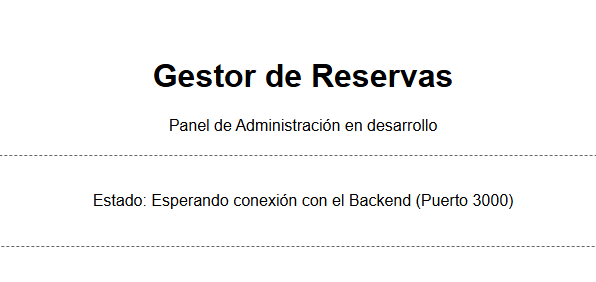 Gestor de Reservas
Panel de Administración en desarrollo
Estado: Esperando conexión con el Backend (Puerto 3000)